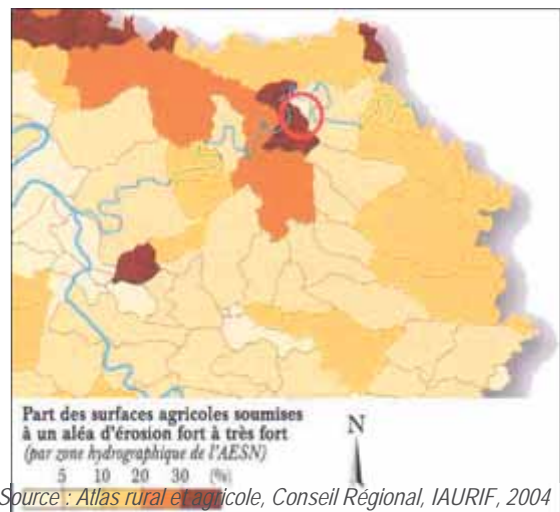 Part des surfaces agricoles soumises
à un aléa d'érosion fort à très fort
(par zone hydrographique de l'AESN)
N
5 10 20 30 (%)
Source : Atlas rural et agricole, Conseil Régional, IAURIF, 2004